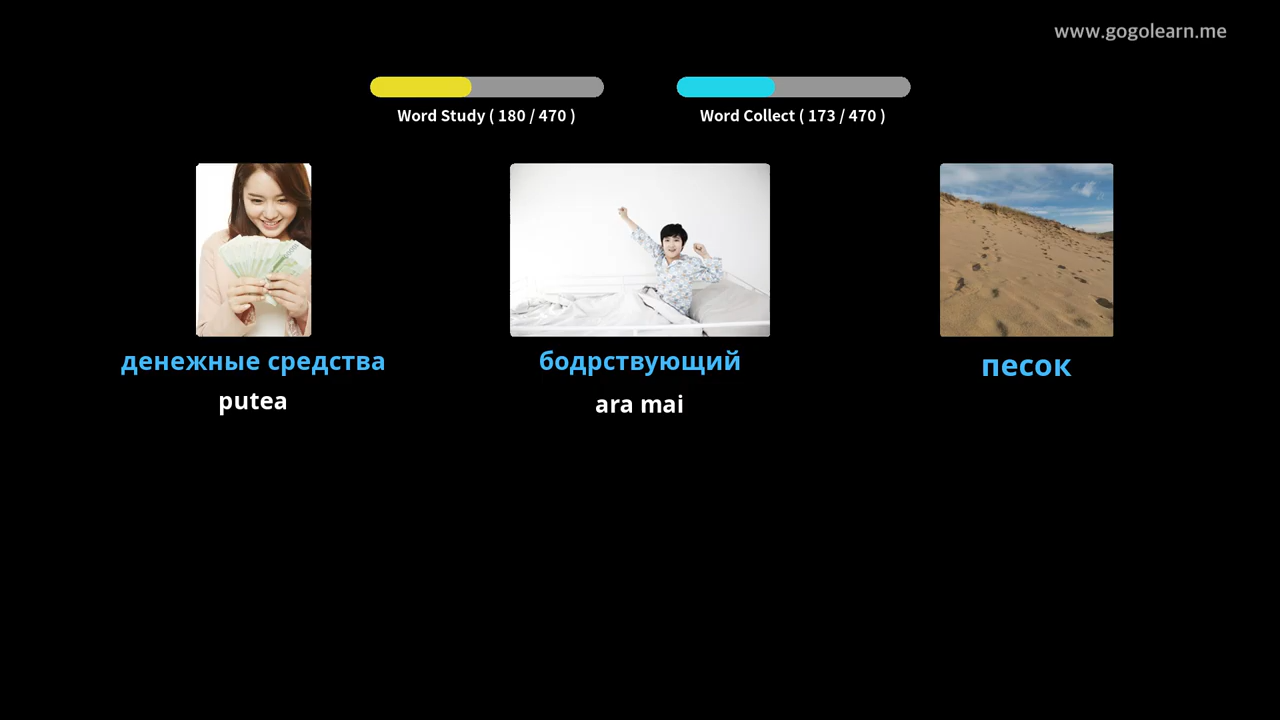 www.gogolearn.me
Word Study ( 180 / 470 )
Word Collect ( 173 / 470 )
денежные средства
бодрствующий
песок
putea
ara mai